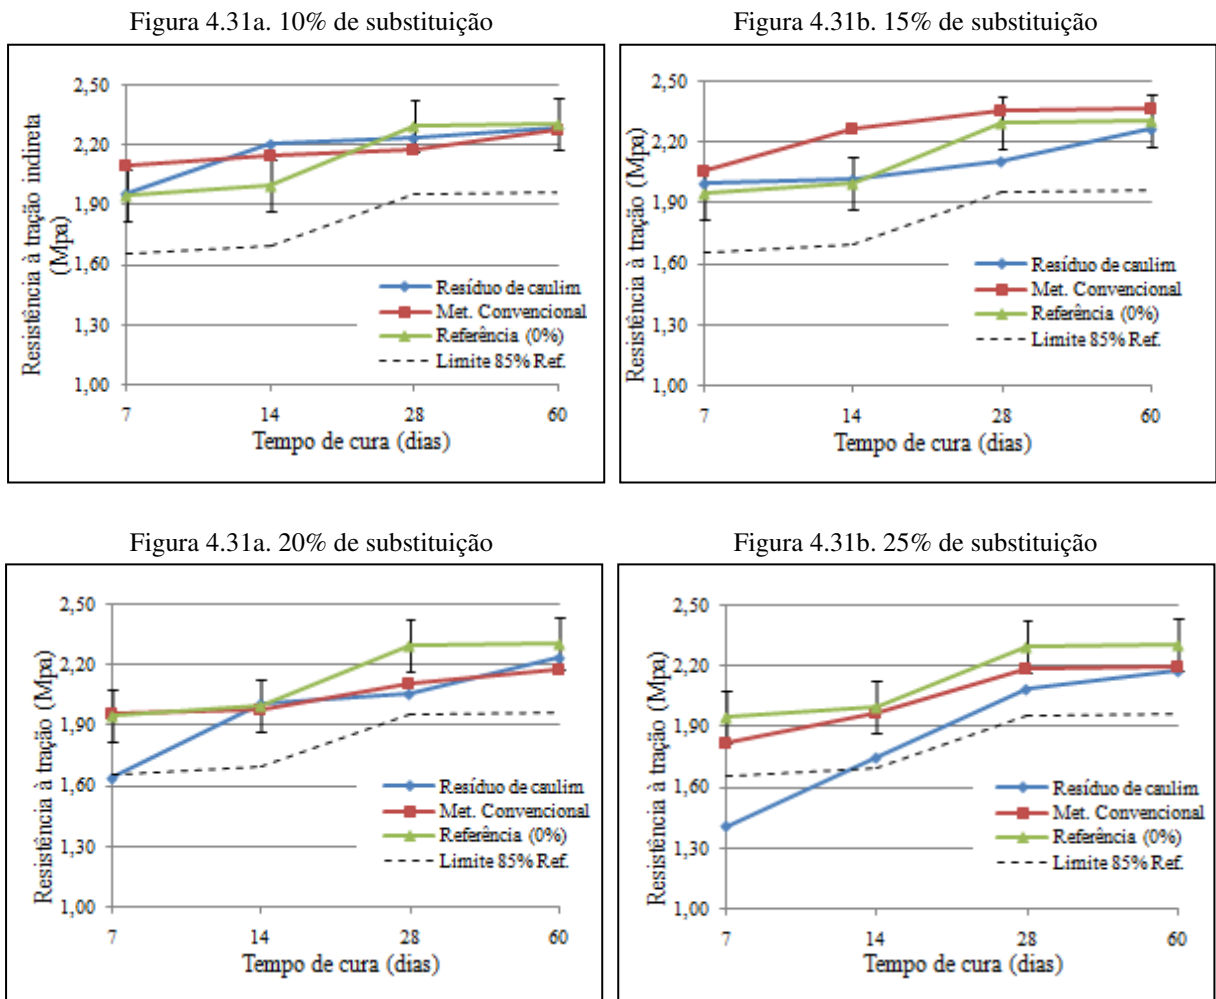 Figura 4.31a. 10% de substituição
Resistência à tração indireta
(Mpa)
2,50
2,20
1,90
1,60
1,30
1,00
Resíduo de caulim
Met. Convencional
Referência (0%)
Limite 85% Ref.
7 14 28 60
Tempo de cura (dias)
Figura 4.31b. 15% de substituição
Resistência à tração (Mpa)
2,50
2,20
1,90
1,60
1,30
1,00
Resíduo de caulim
Met. Convencional
Referência (0%)
Limite 85% Ref.
7 14 28 60
Tempo de cura (dias)
Figura 4.31a. 20% de substituição
Resistência à tração (Mpa)
2,50
2,20
1,90
1,60
1,30
1,00
Resíduo de caulim
Met. Convencional
Referência (0%)
Limite 85% Ref.
7 14 28 60
Tempo de cura (dias)
Figura 4.31b. 25% de substituição
Resistência à tração (Mpa)
2,50
2,20
1,90
1,60
1,30
1,00
Resíduo de caulim
Met. Convencional
Referência (0%)
Limite 85% Ref.
7 14 28 60
Tempo de cura (dias)